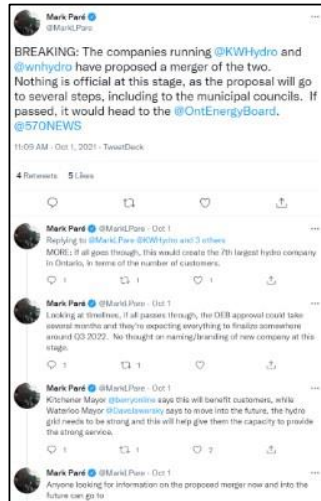 Mark Paré
@MarkLPare
BREAKING: The companies running @KWHydro and
@wnhydro have proposed a merger of the two.
Nothing is official at this stage, as the proposal will go
to several steps, including to the municipal councils. If
passed, it would head to the @OntEnergyBoard.
@570NEWS
11:09 AM · Oct 1, 2021 · TweetDeck
4 Retweets 5 Likes
Mark Paré @MarkLPare · Oct 1
Replying to @MarkLPare @KWHydro and 3 others
MORE: If all goes through, this would create the 7th largest hydro company
in Ontario, in terms of the number of customers.
1 1 1
Mark Paré @MarkLPare · Oct 1
Looking at timelines, if all passes through, the OEB approval could take
several months and they're expecting everything to finalize somewhere
around Q3 2022. No thought on naming/branding of new company at this
stage.
1 1
Mark Paré @MarkLPare · Oct 1
Kitchener Mayor @berryonline says this will benefit customers, while
Waterloo Mayor @DaveJaworsky says to move into the future, the hydro
grid needs to be strong and this will help give them the capacity to provide
the strong service.
1 2
Mark Paré @MarkLPare · Oct 1
Anyone looking for information on the proposed merger now and into the
future can go to